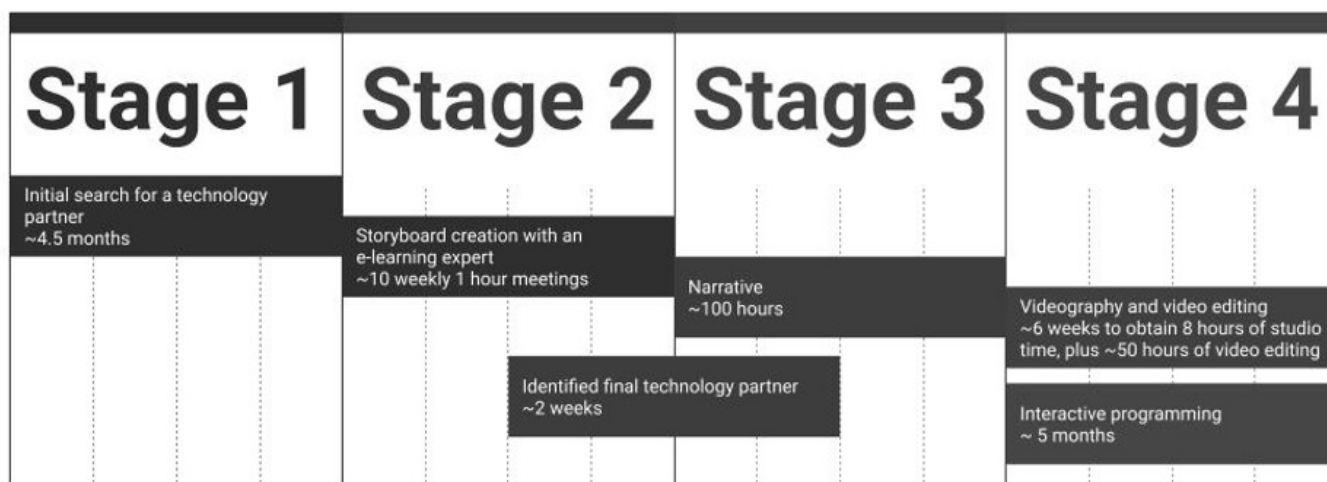 Stage 1
Stage 2
Stage 3
Stage 4
Initial search for a technology
partner
~4.5 months
Storyboard creation with an
e-learning expert
~10 weekly 1 hour meetings
Narrative
~100 hours
Videography and video editing
~6 weeks to obtain 8 hours of studio
time, plus ~50 hours of video editing
Identified final technology partner
~2 weeks
Interactive programming
~ 5 months